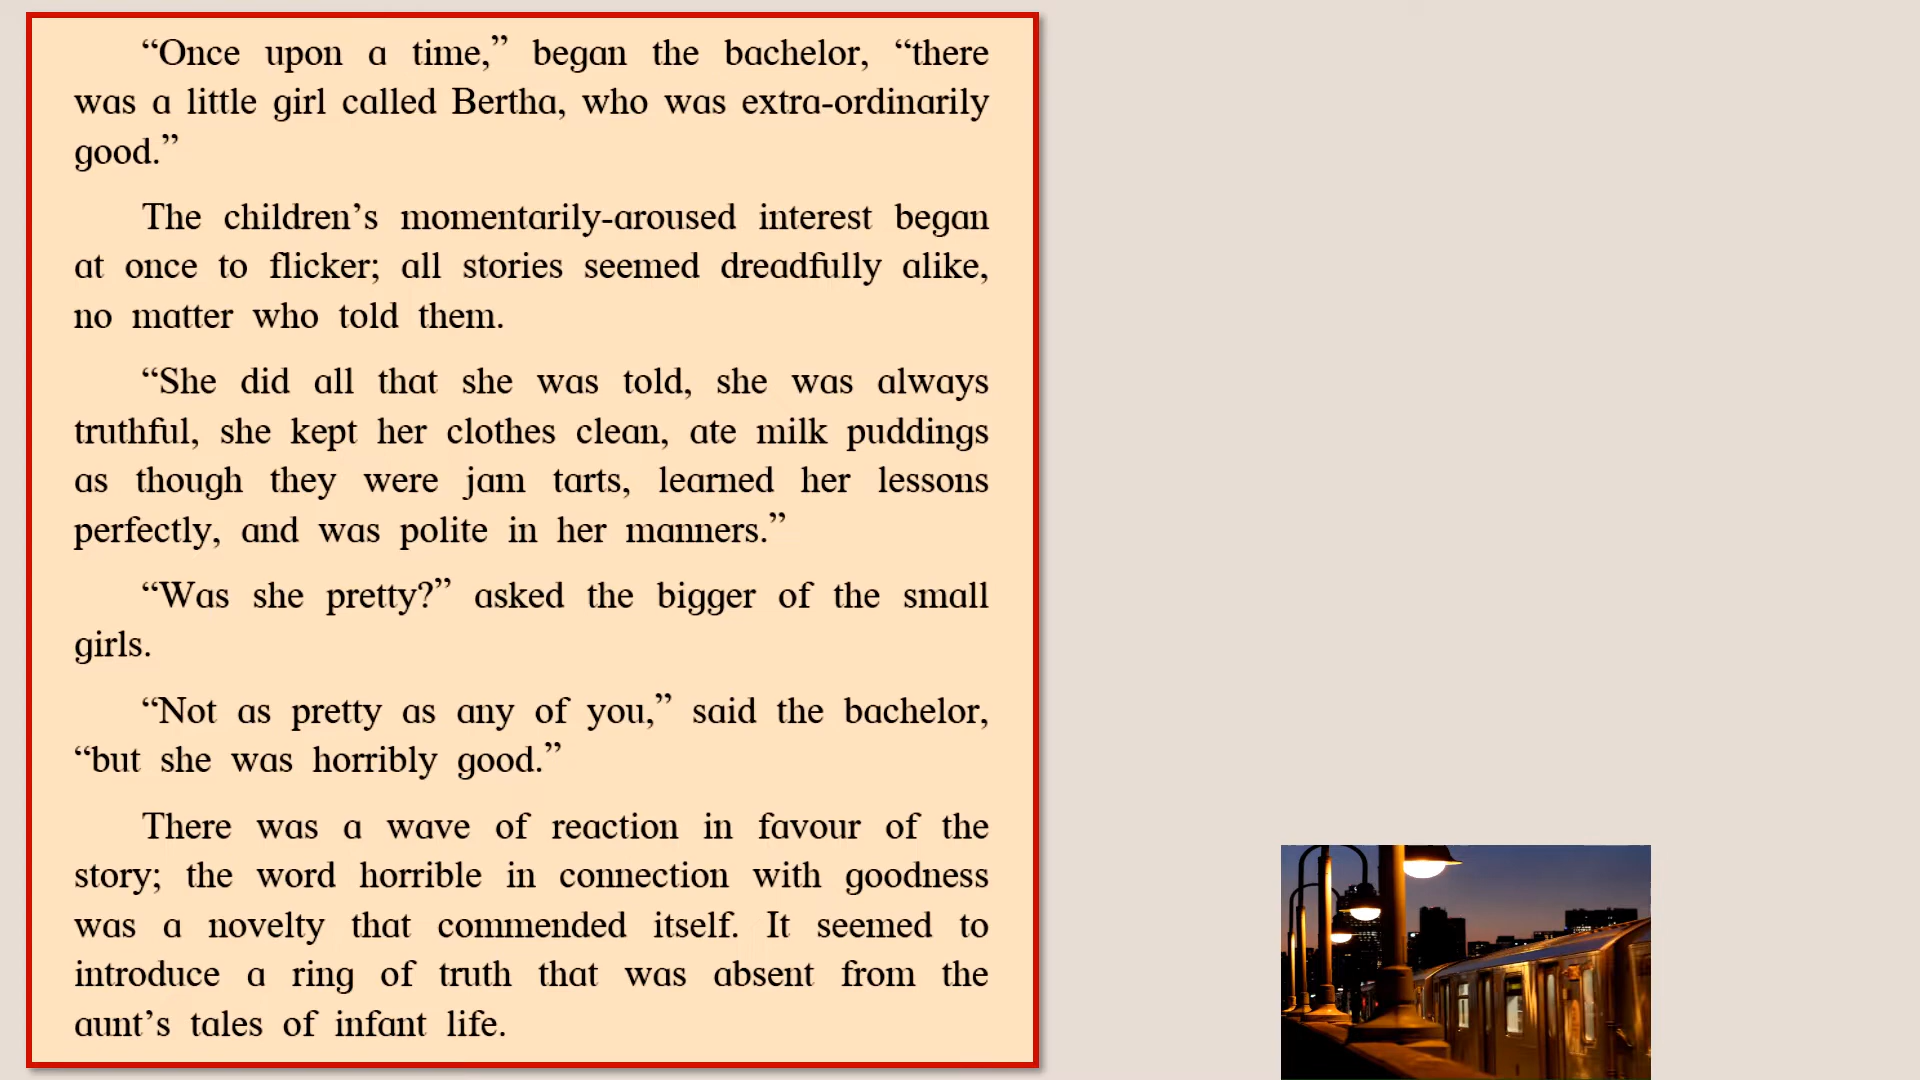 “Once upon a time,” began the bachelor, “there
was a little girl called Bertha, who was extra-ordinarily
good.”
The children’s momentarily-aroused interest began
at once to flicker; all stories seemed dreadfully alike,
no matter who told them.
“She did all that she was told, she was always
truthful, she kept her clothes clean, ate milk puddings
as though they were jam tarts, learned her lessons
perfectly, and was polite in her manners.”
“Was she pretty?” asked the bigger of the small
girls.
“Not as pretty as any of you,” said the bachelor,
“but she was horribly good.”
There was a wave of reaction in favour of the
story; the word horrible in connection with goodness
was a novelty that commended itself. It seemed to
introduce a ring of truth that was absent from the
aunt’s tales of infant life.